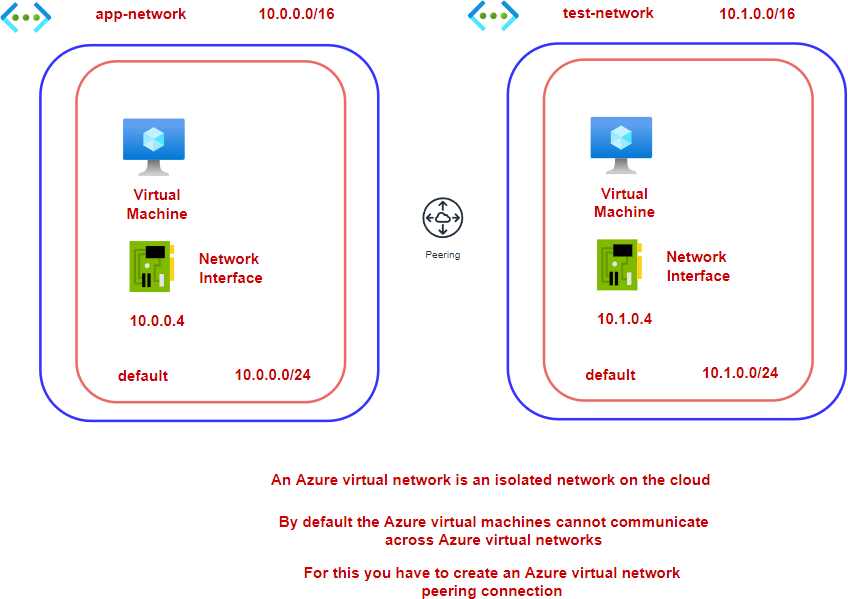 app-network 10.0.0.0/16
test-network 10.1.0.0/16
Virtual
Machine
Network
Interface
10.0.0.4
default 10.0.0.0/24
Peering
Virtual
Machine
Network
Interface
10.1.0.4
default 10.1.0.0/24
An Azure virtual network is an isolated network on the cloud
By default the Azure virtual machines cannot communicate
across Azure virtual networks
For this you have to create an Azure virtual network
peering connection